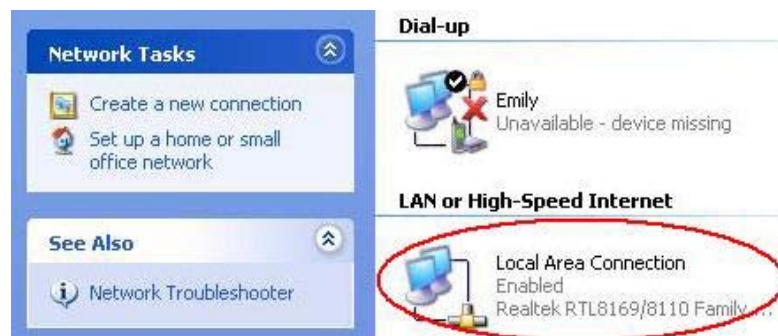 Network Tasks
Create a new connection
Set up a home or small
office network
See Also
Network Troubleshooter
Dial-up
Emily
Unavailable - device missing
LAN or High-Speed Internet
Local Area Connection
Enabled
Realtek RTL8169/8110 Family ...